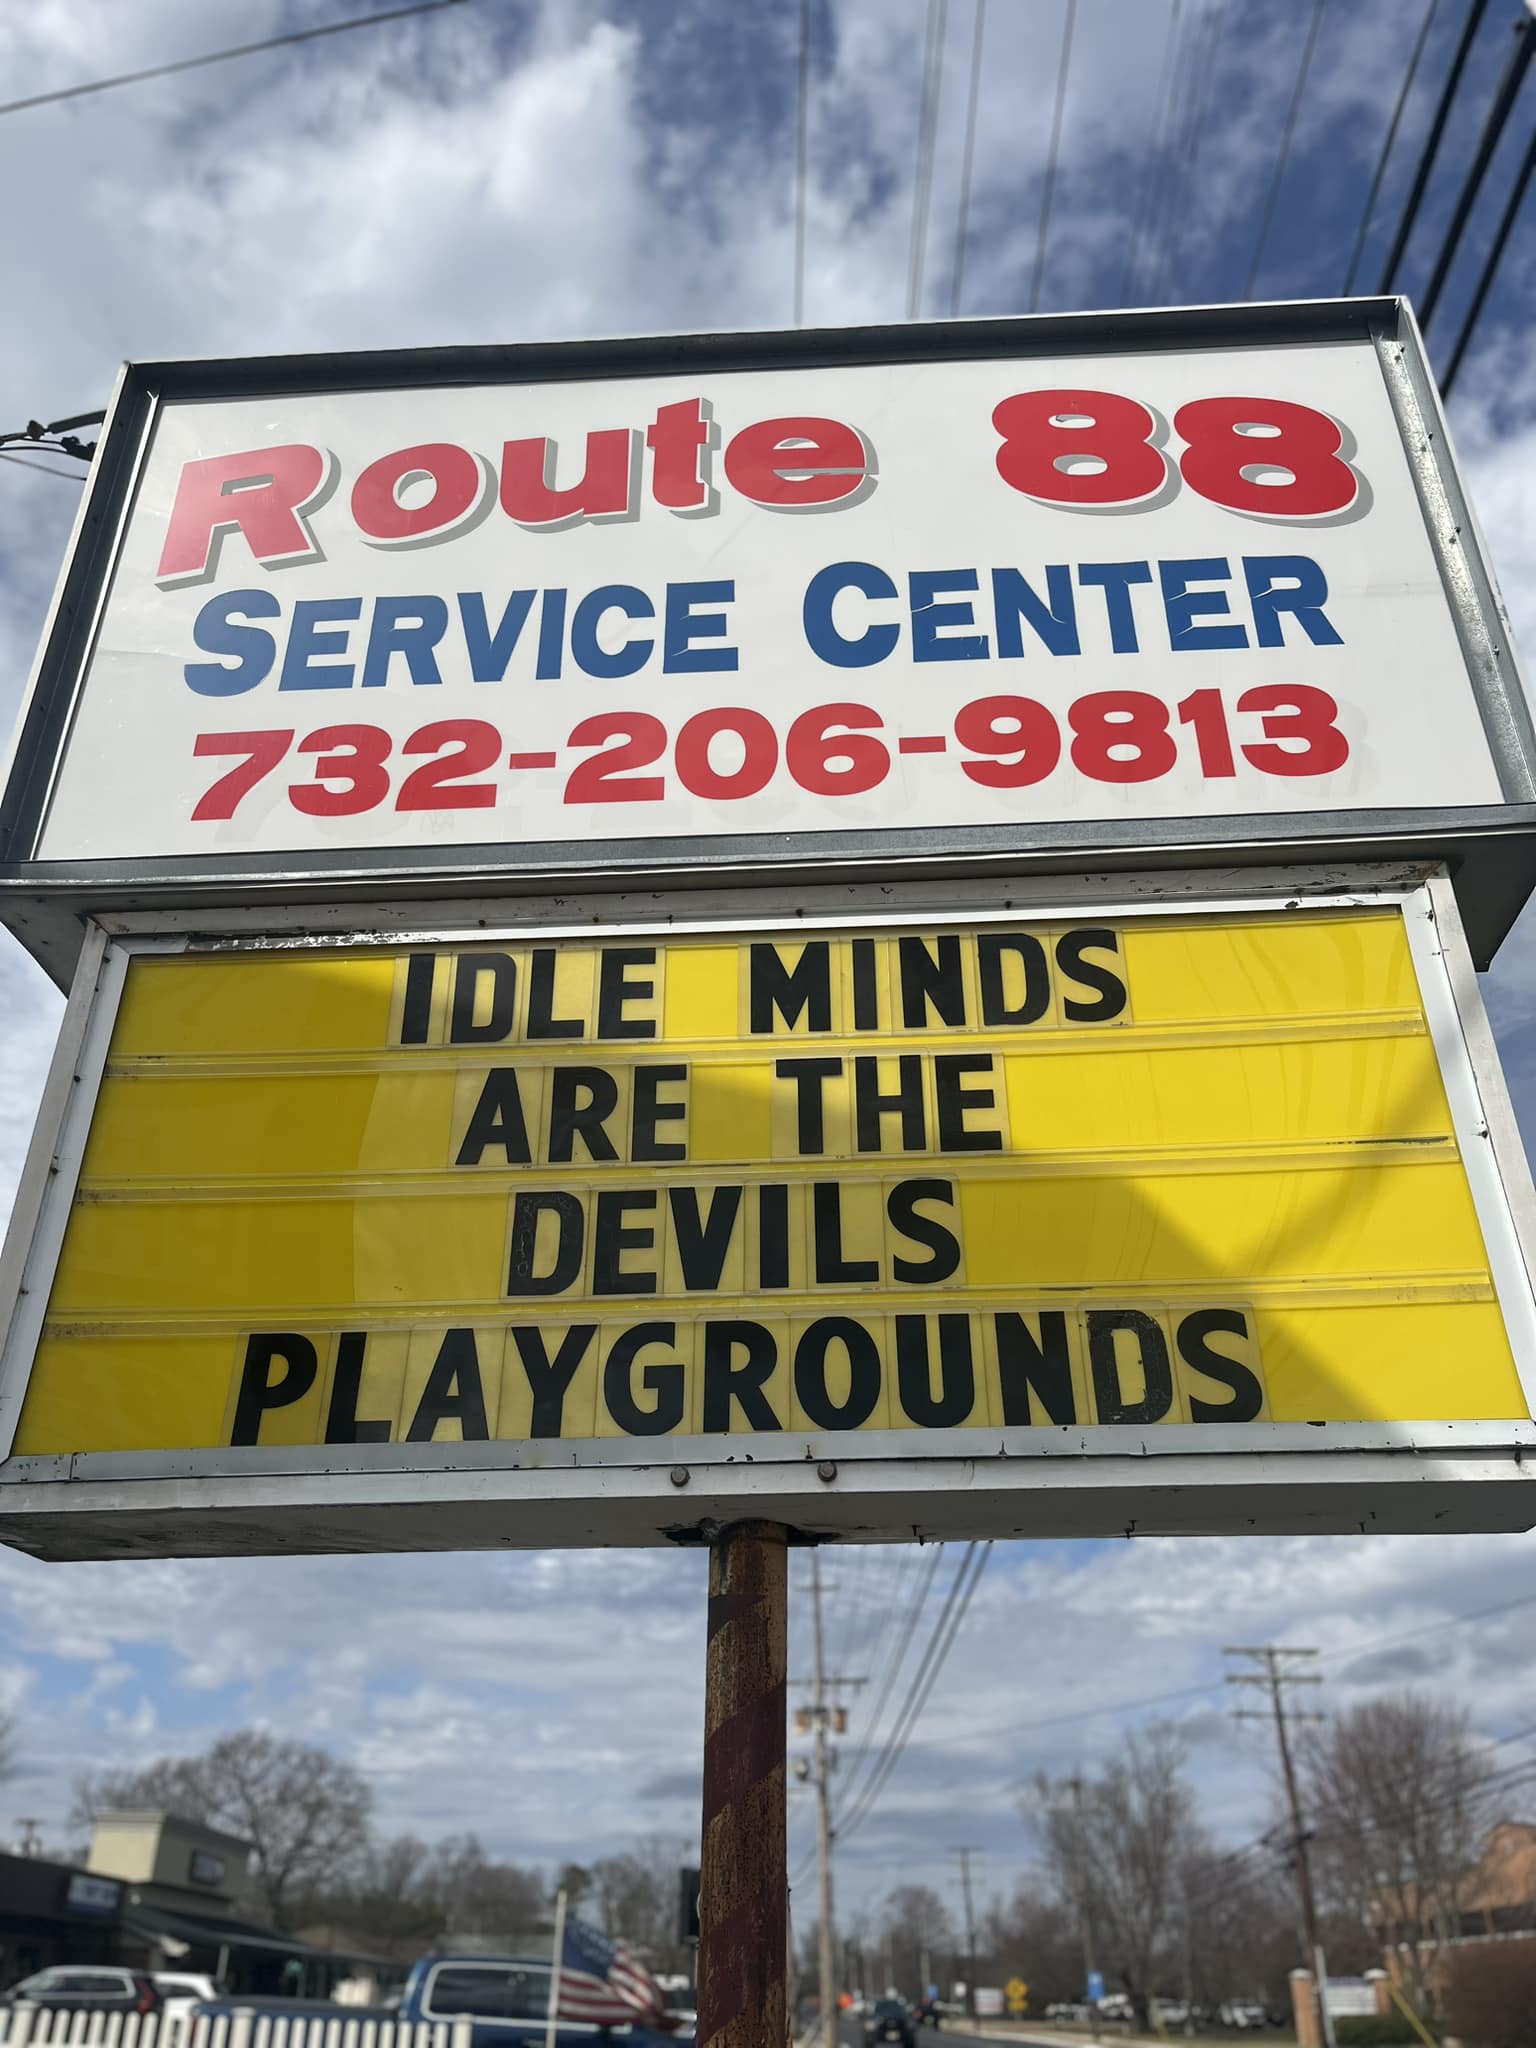 Route 88
SERVICE CENTER
732-206-9813
IDLE MINDS
ARE THE
DEVILS
PLAYGROUNDS